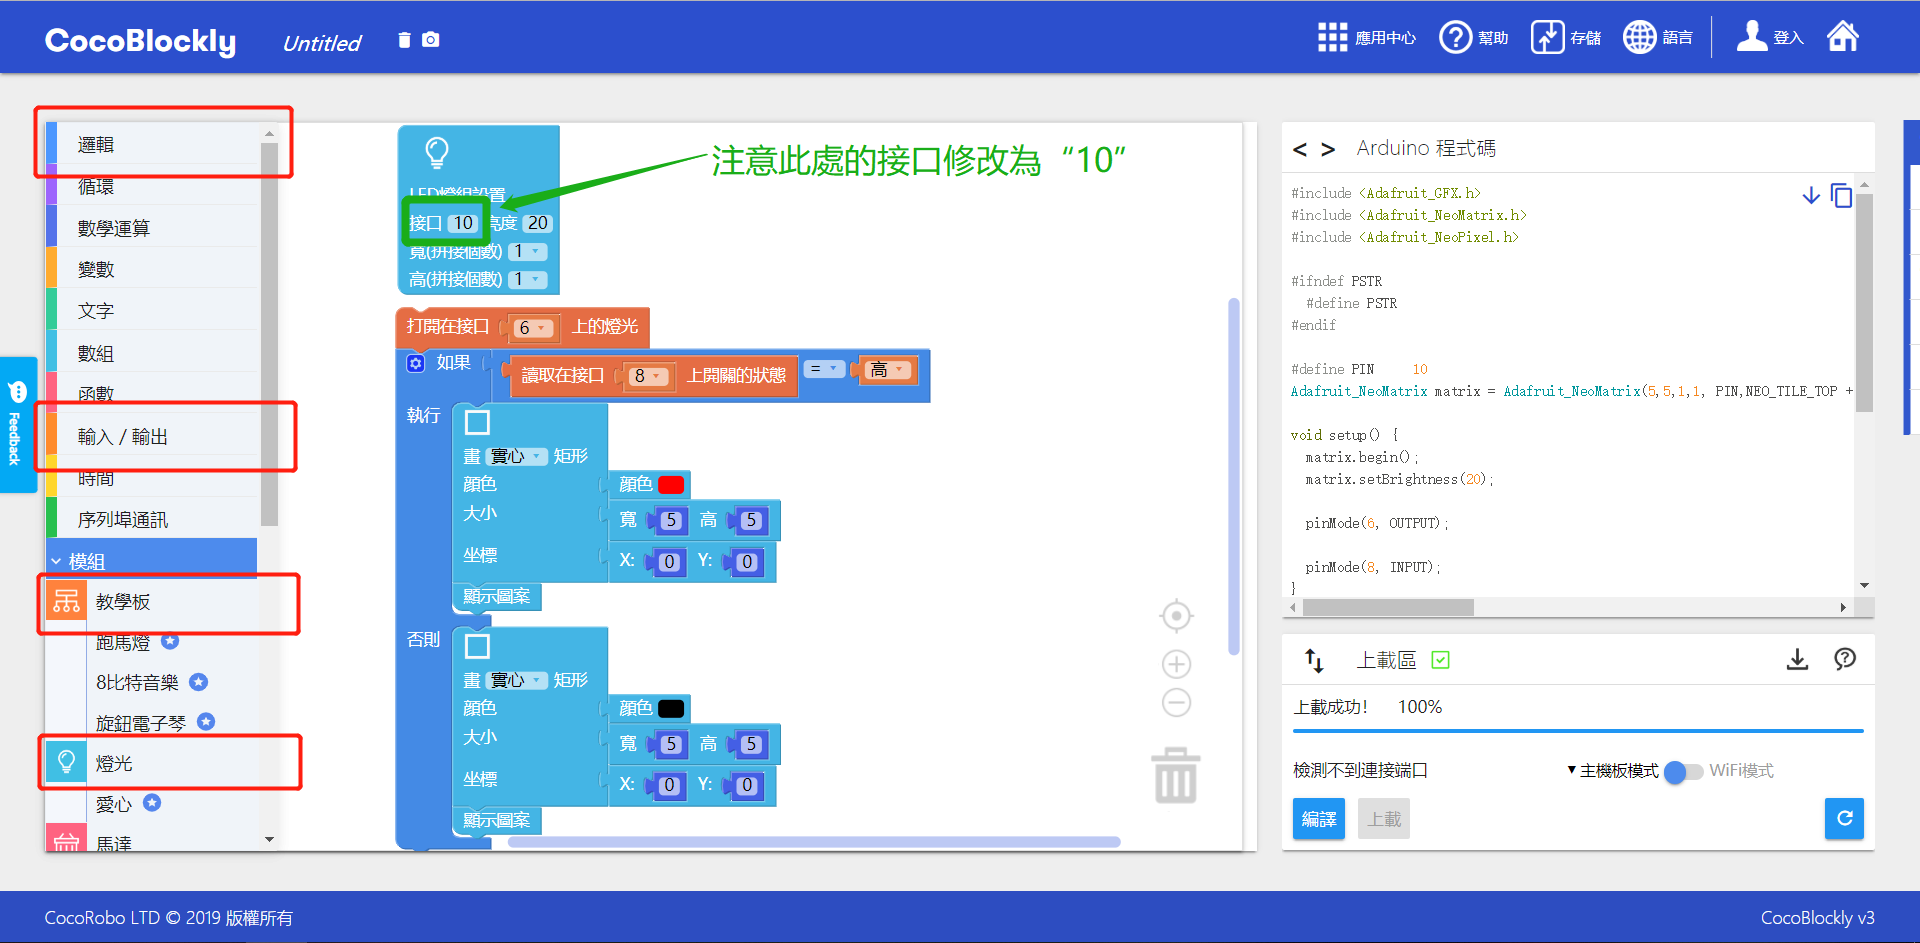 CocoBlockly
Untitled
應用中心
幫助
存儲
語言
登入
邏輯
循環
數學運算
變數
文字
數組
函數
輸入 / 輸出
時間
序列埠通訊
模組
教學板
跑馬燈
8比特音樂
旋鈕電子琴
燈光
愛心
馬達
Feedback
注意此處的接口修改為“10”
LED燈組設置
接口 10 亮度 20
寬(拼接個數) 1
高(拼接個數) 1
打開在接口 6 上的燈光
如果 讀取在接口 8 上開關的狀態 = 高
執行
畫 實心 矩形
顏色 顏色
大小 寬 5 高 5
坐標 X: 0 Y: 0
顯示圖案
否則
畫 實心 矩形
顏色 顏色
大小 寬 5 高 5
坐標 X: 0 Y: 0
顯示圖案
< > Arduino 程式碼
#include <Adafruit_GFX.h>
#include <Adafruit_NeoMatrix.h>
#include <Adafruit_NeoPixel.h>
#ifndef PSTR
#define PSTR
#endif
#define PIN 10
Adafruit_NeoMatrix matrix = Adafruit_NeoMatrix(5,5,1,1, PIN,NEO_TILE_TOP +
void setup() {
matrix.begin();
matrix.setBrightness(20);
pinMode(6, OUTPUT);
pinMode(8, INPUT);
}
上載區
上載成功! 100%
檢測不到連接端口
主機板模式 WiFi模式
編譯
上載
CocoRobo LTD © 2019 版權所有
CocoBlockly v3